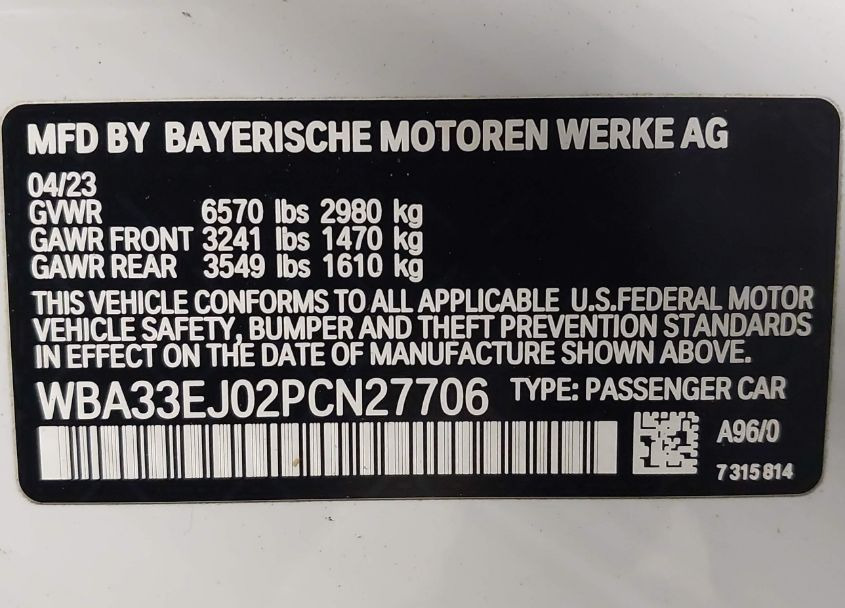 MFD BY BAYERISCHE MOTOREN WERKE AG
04/23
GVWR 6570 lbs 2980 kg
GAWR FRONT 3241 lbs 1470 kg
GAWR REAR 3549 lbs 1610 kg
THIS VEHICLE CONFORMS TO ALL APPLICABLE U.S.FEDERAL MOTOR
VEHICLE SAFETY, BUMPER AND THEFT PREVENTION STANDARDS
IN EFFECT ON THE DATE OF MANUFACTURE SHOWN ABOVE.
WBA33EJ02PCN27706 TYPE: PASSENGER CAR
A96/0
7 315 814